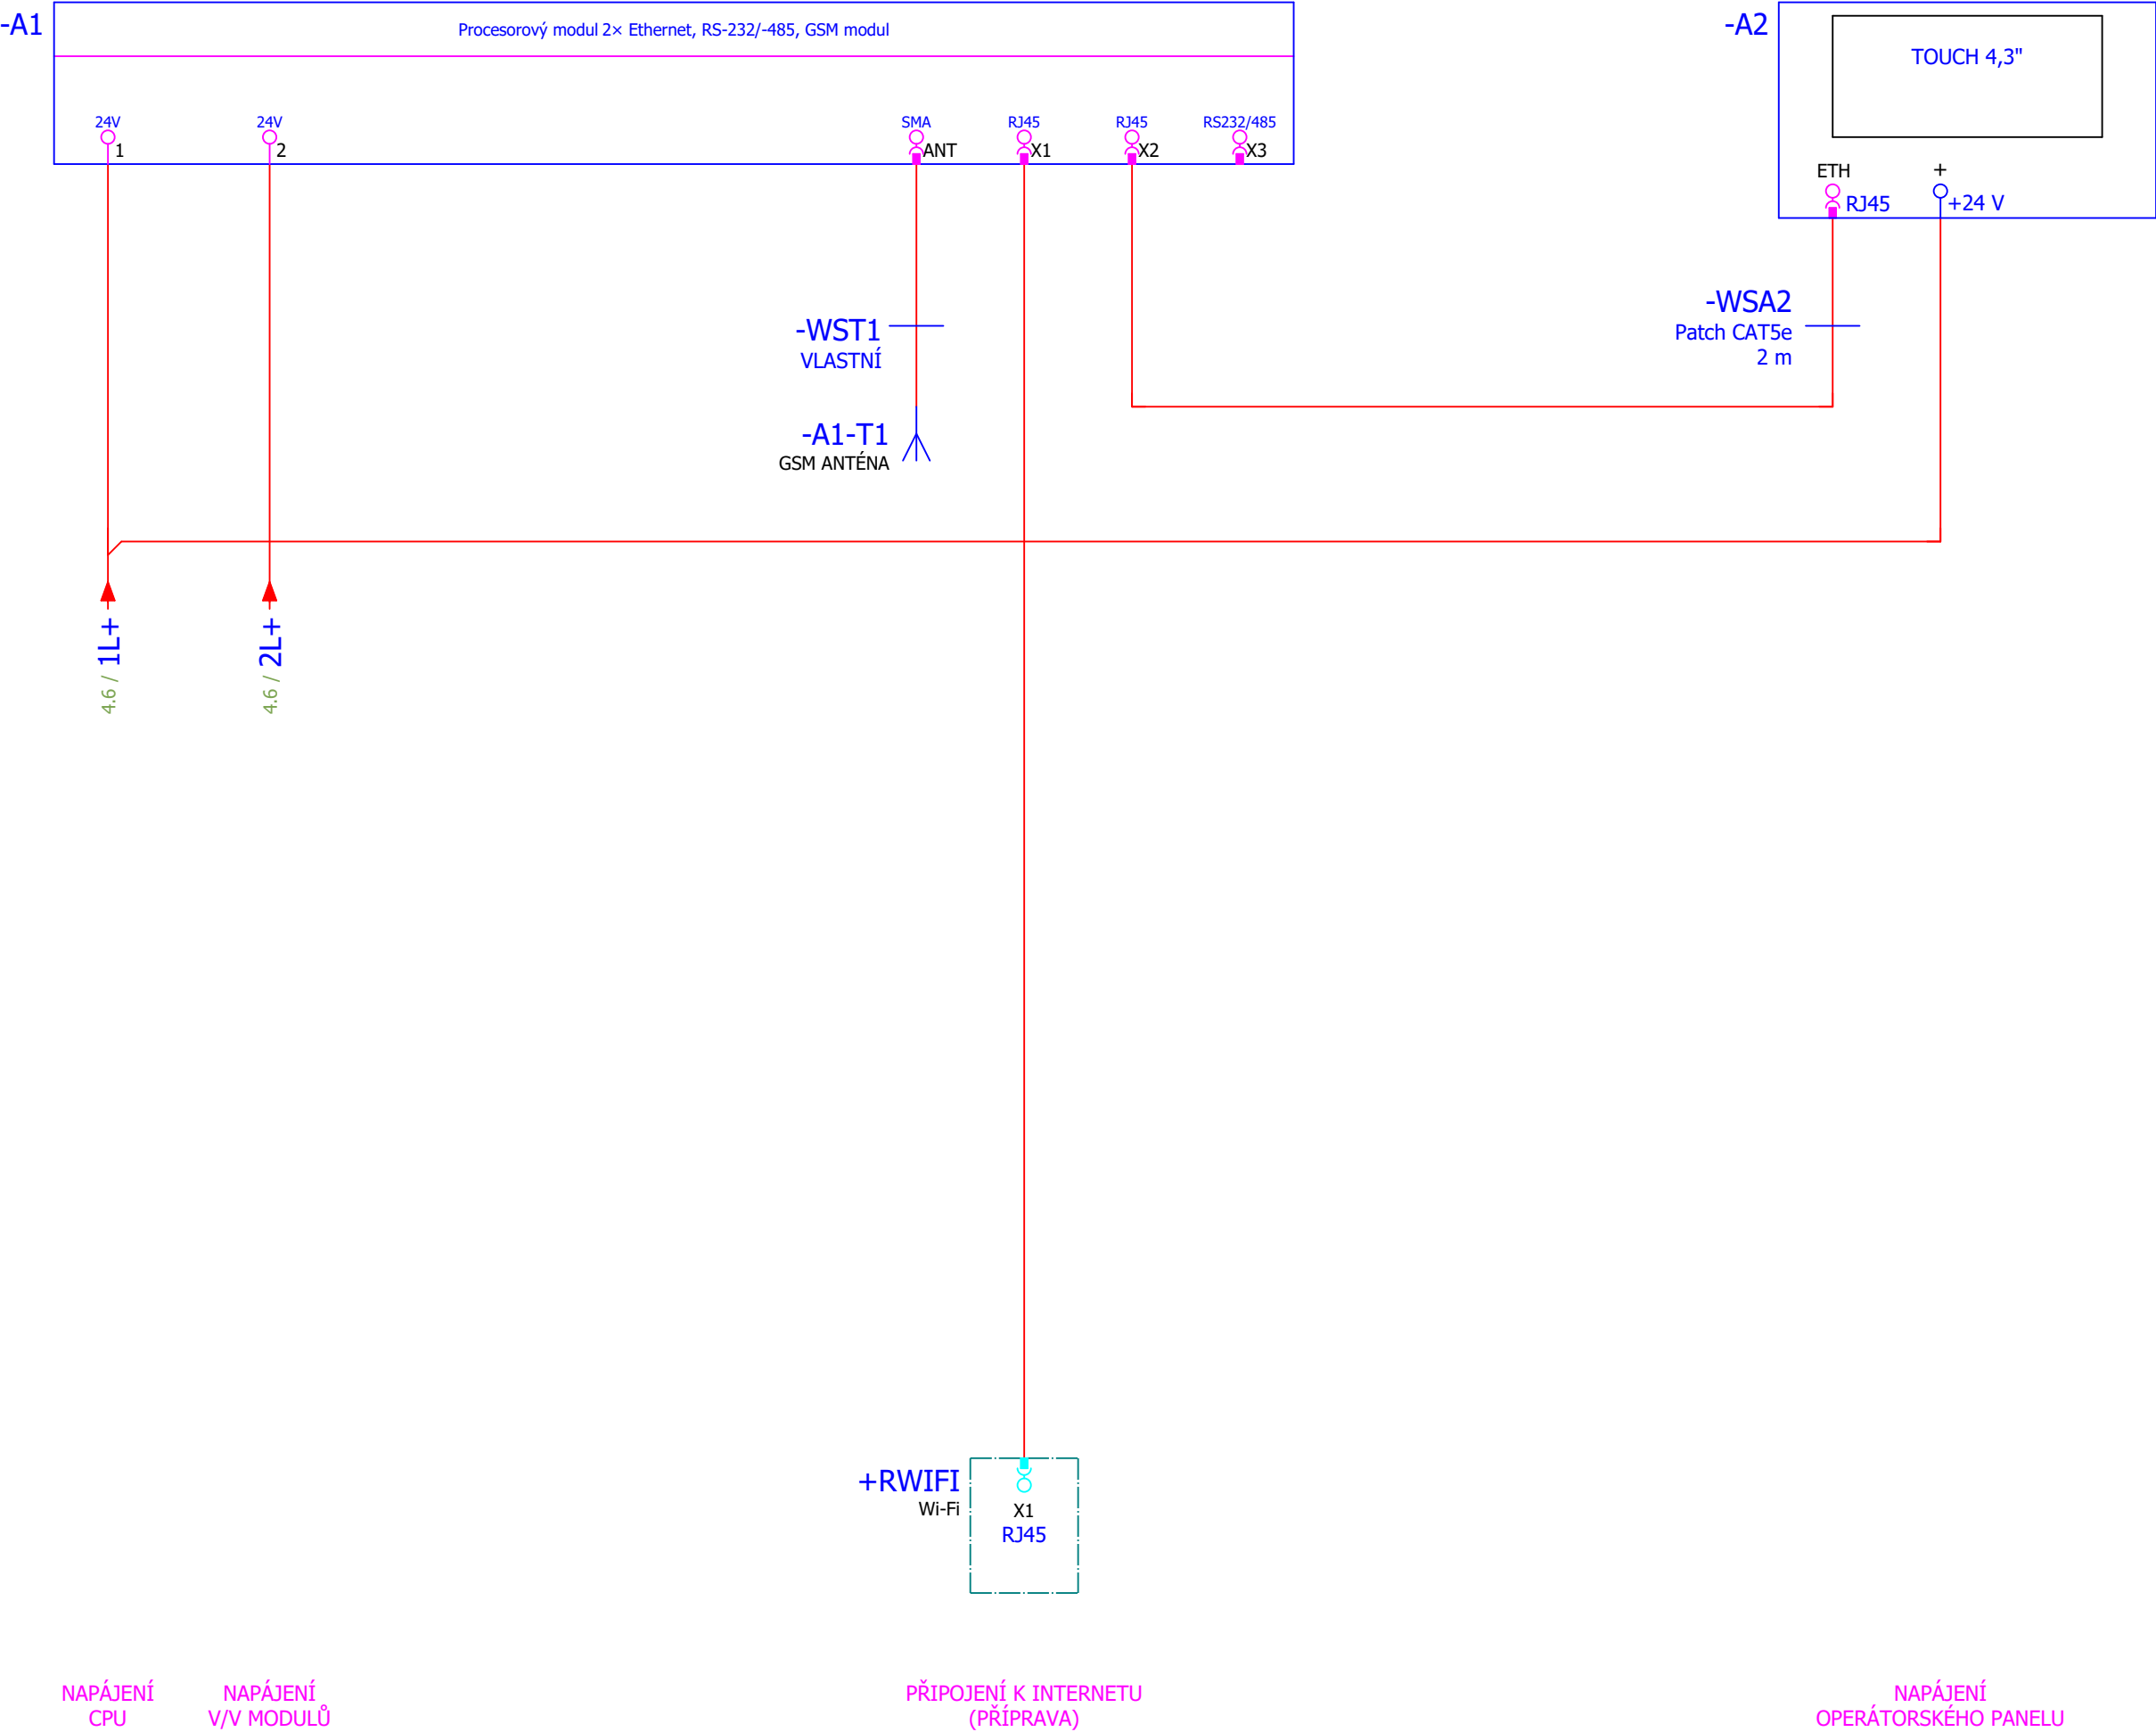 -A1
Procesorový modul 2× Ethernet, RS-232/-485, GSM modul
24V
1
24V
2
SMA
ANT
RJ45
X1
RJ45
X2
RS232/485
X3
-A2
TOUCH 4,3"
ETH
RJ45
+
+24 V
-WST1
VLASTNÍ
-WSA2
Patch CAT5e
2 m
-A1-T1
GSM ANTÉNA
4.6 / 1L+
4.6 / 2L+
+RWIFI
Wi-Fi
X1
RJ45
NAPÁJENÍ
CPU
NAPÁJENÍ
V/V MODULŮ
PŘIPOJENÍ K INTERNETU
(PŘÍPRAVA)
NAPÁJENÍ
OPERÁTORSKÉHO PANELU